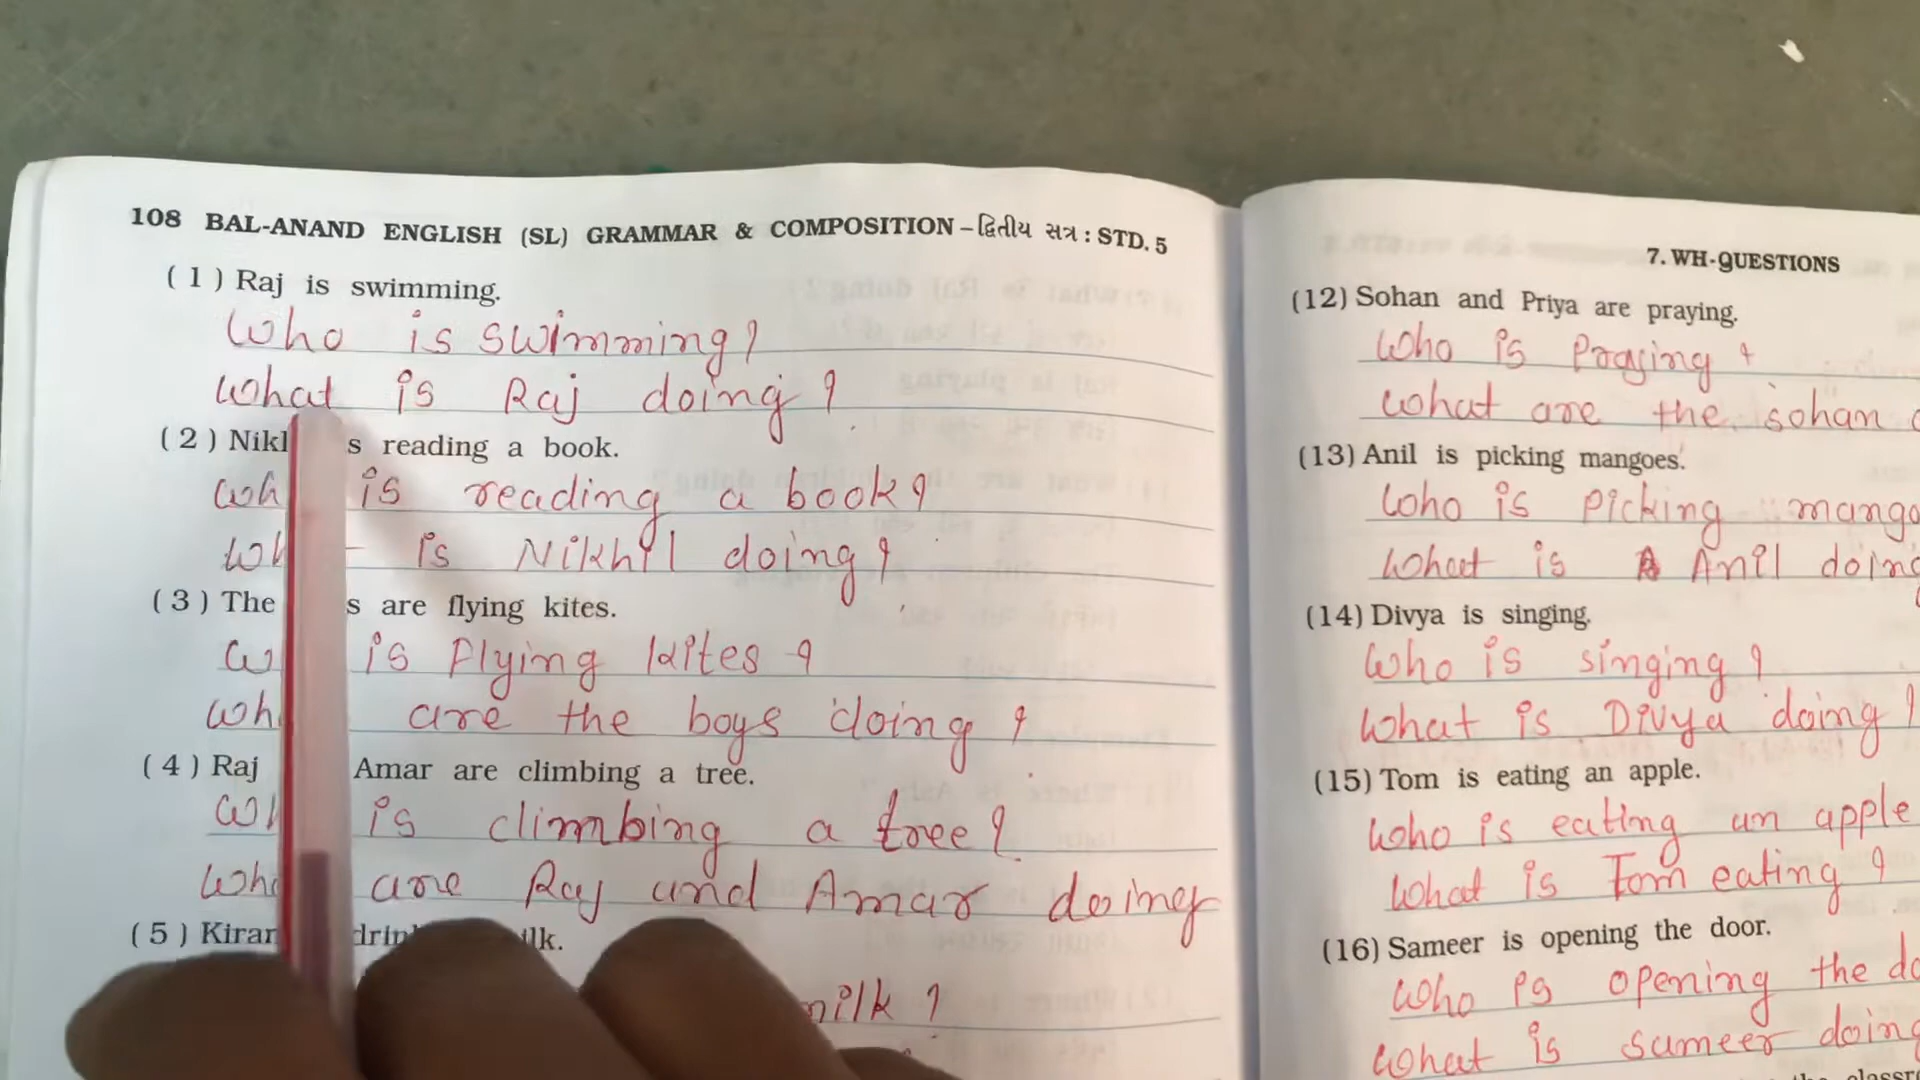 108 BAL-ANAND ENGLISH (SL) GRAMMAR & COMPOSITION – દ્વિતીય સત્ર : STD. 5
( 1 ) Raj is swimming.
Who is swimming?
What is Raj doing?
( 2 ) reading a book.
is reading a book?
is Nikhil doing?
( 3 ) The are flying kites.
is Flying kites ?
are the boys doing ?
( 4 ) Raj Amar are climbing a tree.
is climbing a tree?
are Raj and Amar doing
( 5 ) Kiran
milk ?
7. WH-QUESTIONS
(12) Sohan and Priya are praying.
Who is Praying ?
What are the sohan
(13) Anil is picking mangoes.
Who is picking
What is Anil doing
(14) Divya is singing.
Who is singing ?
What is Divya doing ?
(15) Tom is eating an apple.
Who is eating an apple
What is Tom eating ?
(16) Sameer is opening the door.
Who is opening the
What is sameer doing